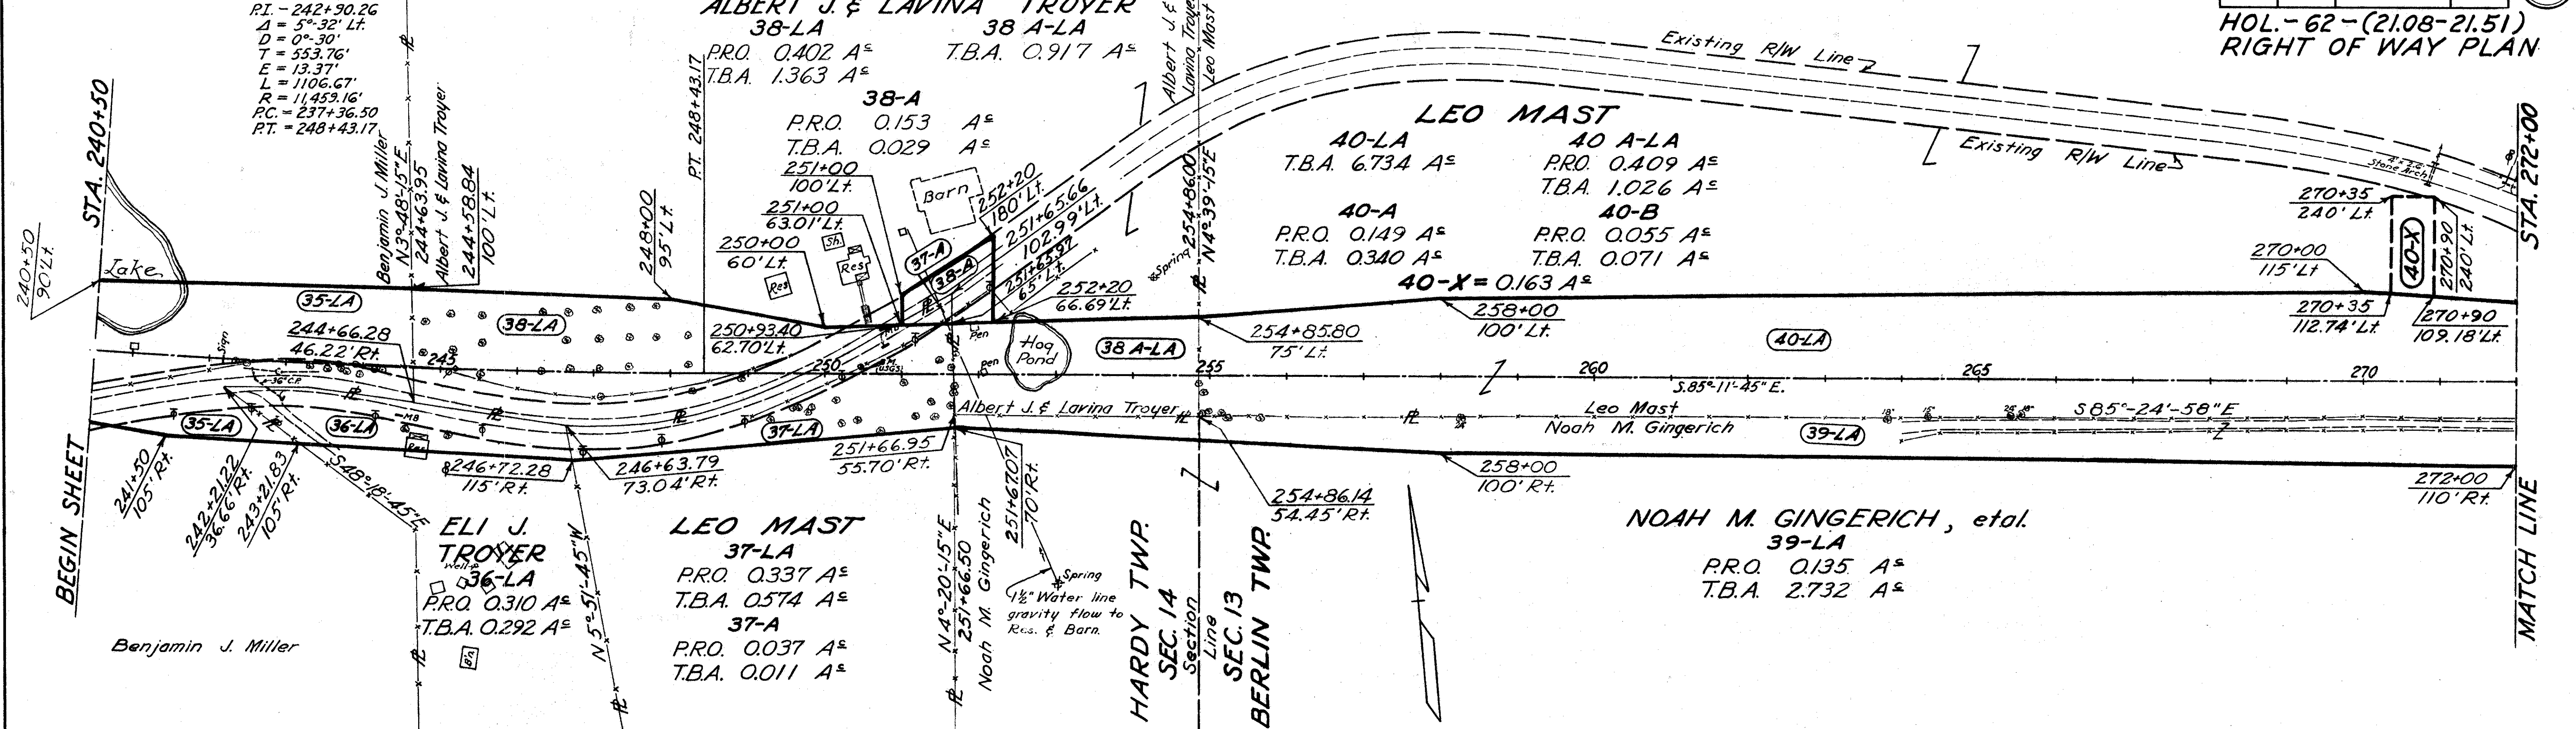 P.I. - 242+90.26
Δ = 5°-32' Lt.
D = 0°-30'
T = 553.76'
E = 13.37'
L = 1106.67'
R = 11,459.16'
P.C. = 237+36.50
P.T. = 248+43.17
ALBERT J. & LAVINA TROYER
38-LA
P.R.O. 0.402 Ac
T.B.A. 1.363 Ac
38 A-LA
T.B.A. 0.917 Ac
38-A
P.R.O. 0.153 Ac
T.B.A. 0.029 Ac
HOL.-62-(21.08-21.51)
RIGHT OF WAY PLAN
Existing R/W Line
Existing R/W Line
LEO MAST
40-LA
T.B.A. 6.734 Ac
40 A-LA
P.R.O. 0.409 Ac
T.B.A. 1.026 Ac
40-A
P.R.O. 0.149 Ac
T.B.A. 0.340 Ac
40-B
P.R.O. 0.055 Ac
T.B.A. 0.071 Ac
40-X = 0.163 Ac
STA. 240+50
240+50
90' Lt.
Lake
Benjamin J. Miller
N3°-48'-15"E
244+63.95
Albert J. & Lavina Troyer
244+58.84
100' Lt.
248+00
95' Lt.
P.T. 248+43.17
251+00
100' Lt.
251+00
63.01' Lt.
250+00
60' Lt.
250+93.40
62.70' Lt.
Barn
Sh.
Res
Res
252+20
180' Lt.
251+65.66
102.99' Lt.
251+65.97
65' Lt.
252+20
66.69' Lt.
37-A
38-A
Spring
Albert J. &
Lavina Troyer
Leo Mast
254+86.00
N4°-39'-15"E
254+85.80
75' Lt.
258+00
100' Lt.
270+00
115' Lt
270+35
240' Lt.
Stone Arch
40-X
270+90
240' Lt.
270+35
112.74' Lt.
270+90
109.18' Lt.
STA. 272+00
35-LA
38-LA
244+66.28
46.22' Rt.
Sign
245
250
Pen
Pen
Hog
Pond
38 A-LA
255
260
S.85°-11'-45" E.
265
270
40-LA
MB
Albert J. & Lavina Troyer
Leo Mast
Noah M. Gingerich
S85°-24'-58"E
39-LA
35-LA
36-LA
37-LA
Res
241+50
105' Rt.
242+21.22
36.66' Rt.
243+21.83
105' Rt.
S48°-18'-45"E
246+72.28
115' Rt.
246+63.79
73.04' Rt.
251+66.95
55.70' Rt.
251+67.07
70' Rt.
254+86.14
54.45' Rt.
258+00
100' Rt.
272+00
110' Rt.
BEGIN SHEET
Benjamin J. Miller
ELI J.
TROYER
Well
36-LA
P.R.O. 0.310 Ac
T.B.A. 0.292 Ac
B'n.
N5°-51'-45"W
LEO MAST
37-LA
P.R.O. 0.337 Ac
T.B.A. 0.574 Ac
37-A
P.R.O. 0.037 Ac
T.B.A. 0.011 Ac
N4°-20'-15"E
251+66.50
Noah M. Gingerich
Spring
1½" Water line
gravity flow to
Res. & Barn.
HARDY TWP.
SEC. 14
Section
Line
SEC. 13
BERLIN TWP.
NOAH M. GINGERICH, etal.
39-LA
P.R.O. 0.135 Ac
T.B.A. 2.732 Ac
MATCH LINE